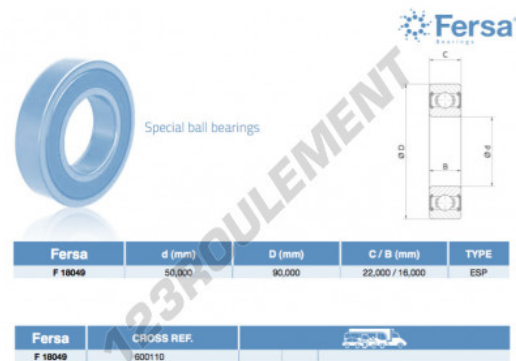 Fersa
Bearings
C
Special ball bearings
Ø D
Ø d
B
Fersa d (mm) D (mm) C / B (mm) TYPE
F 18049 50,000 90,000 22,000 / 16,000 ESP
123ROULEMENT
Fersa CROSS REF.
F 18049 600110